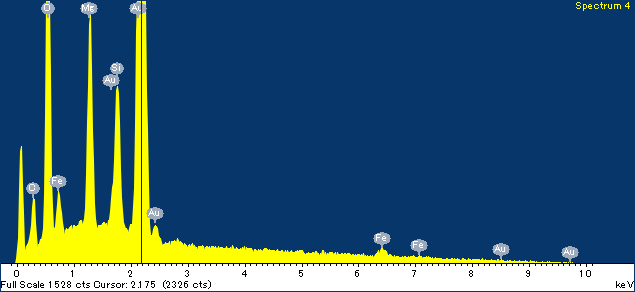 Spectrum 4
O Mg Au
Si
Au
C Fe
Au
Fe Fe Au Au
0 1 2 3 4 5 6 7 8 9 10
Full Scale 1528 cts Cursor: 2.175 (2326 cts) keV